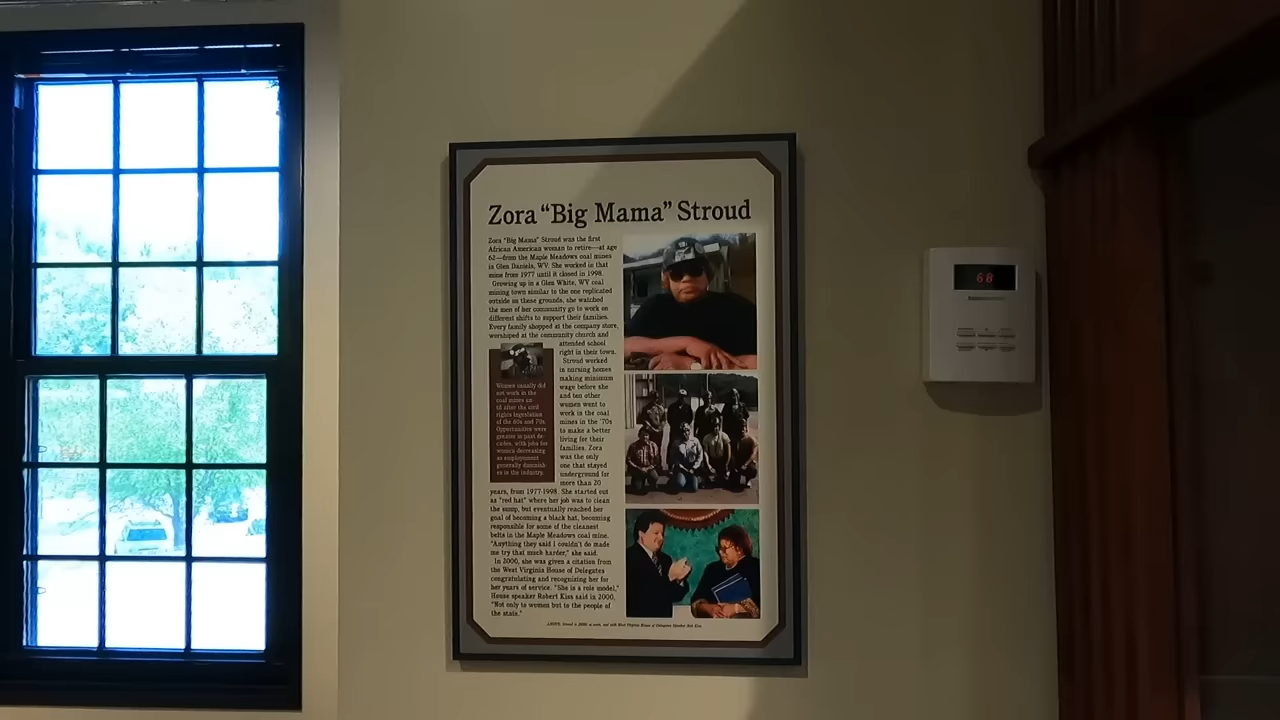 Zora “Big Mama” Stroud
Zora “Big Mama” Stroud was the first
African American woman to retire—at age
62—from the Maple Meadows coal mines
in Glen Daniels, WV. She worked in that
mine from 1977 until it closed in 1998.
Growing up in a Glen White, WV coal
mining town similar to the one replicated
outside on these grounds, she watched
the men of her community go to work on
different shifts to support their families.
Every family shopped at the company store,
worshiped at the community church and
attended school
right in their town.
Stroud worked
in nursing homes
making minimum
wage before she
and ten other
women went to
work in the coal
mines in the ’70s
to make a better
living for their
families. Zora
was the only
one that stayed
underground for
more than 20
years, from 1977-1998. She started out
as “red hat” where her job was to clean
the sump, but eventually reached her
goal of becoming a black hat, becoming
responsible for some of the cleanest
belts in the Maple Meadows coal mine.
“Anything they said I couldn’t do made
me try that much harder,” she said.
In 2000, she was given a citation from
the West Virginia House of Delegates
congratulating and recognizing her for
her years of service. “She is a role model,”
House speaker Robert Kiss said in 2000,
“Not only to women but to the people of
the state.”
Women usually did
not work in the
coal mines un-
til after the civil
rights legislation
of the 60s and 70s.
Opportunities were
greater in past de-
cades, with jobs for
women decreasing
as employment
generally diminish-
es in the industry.
68